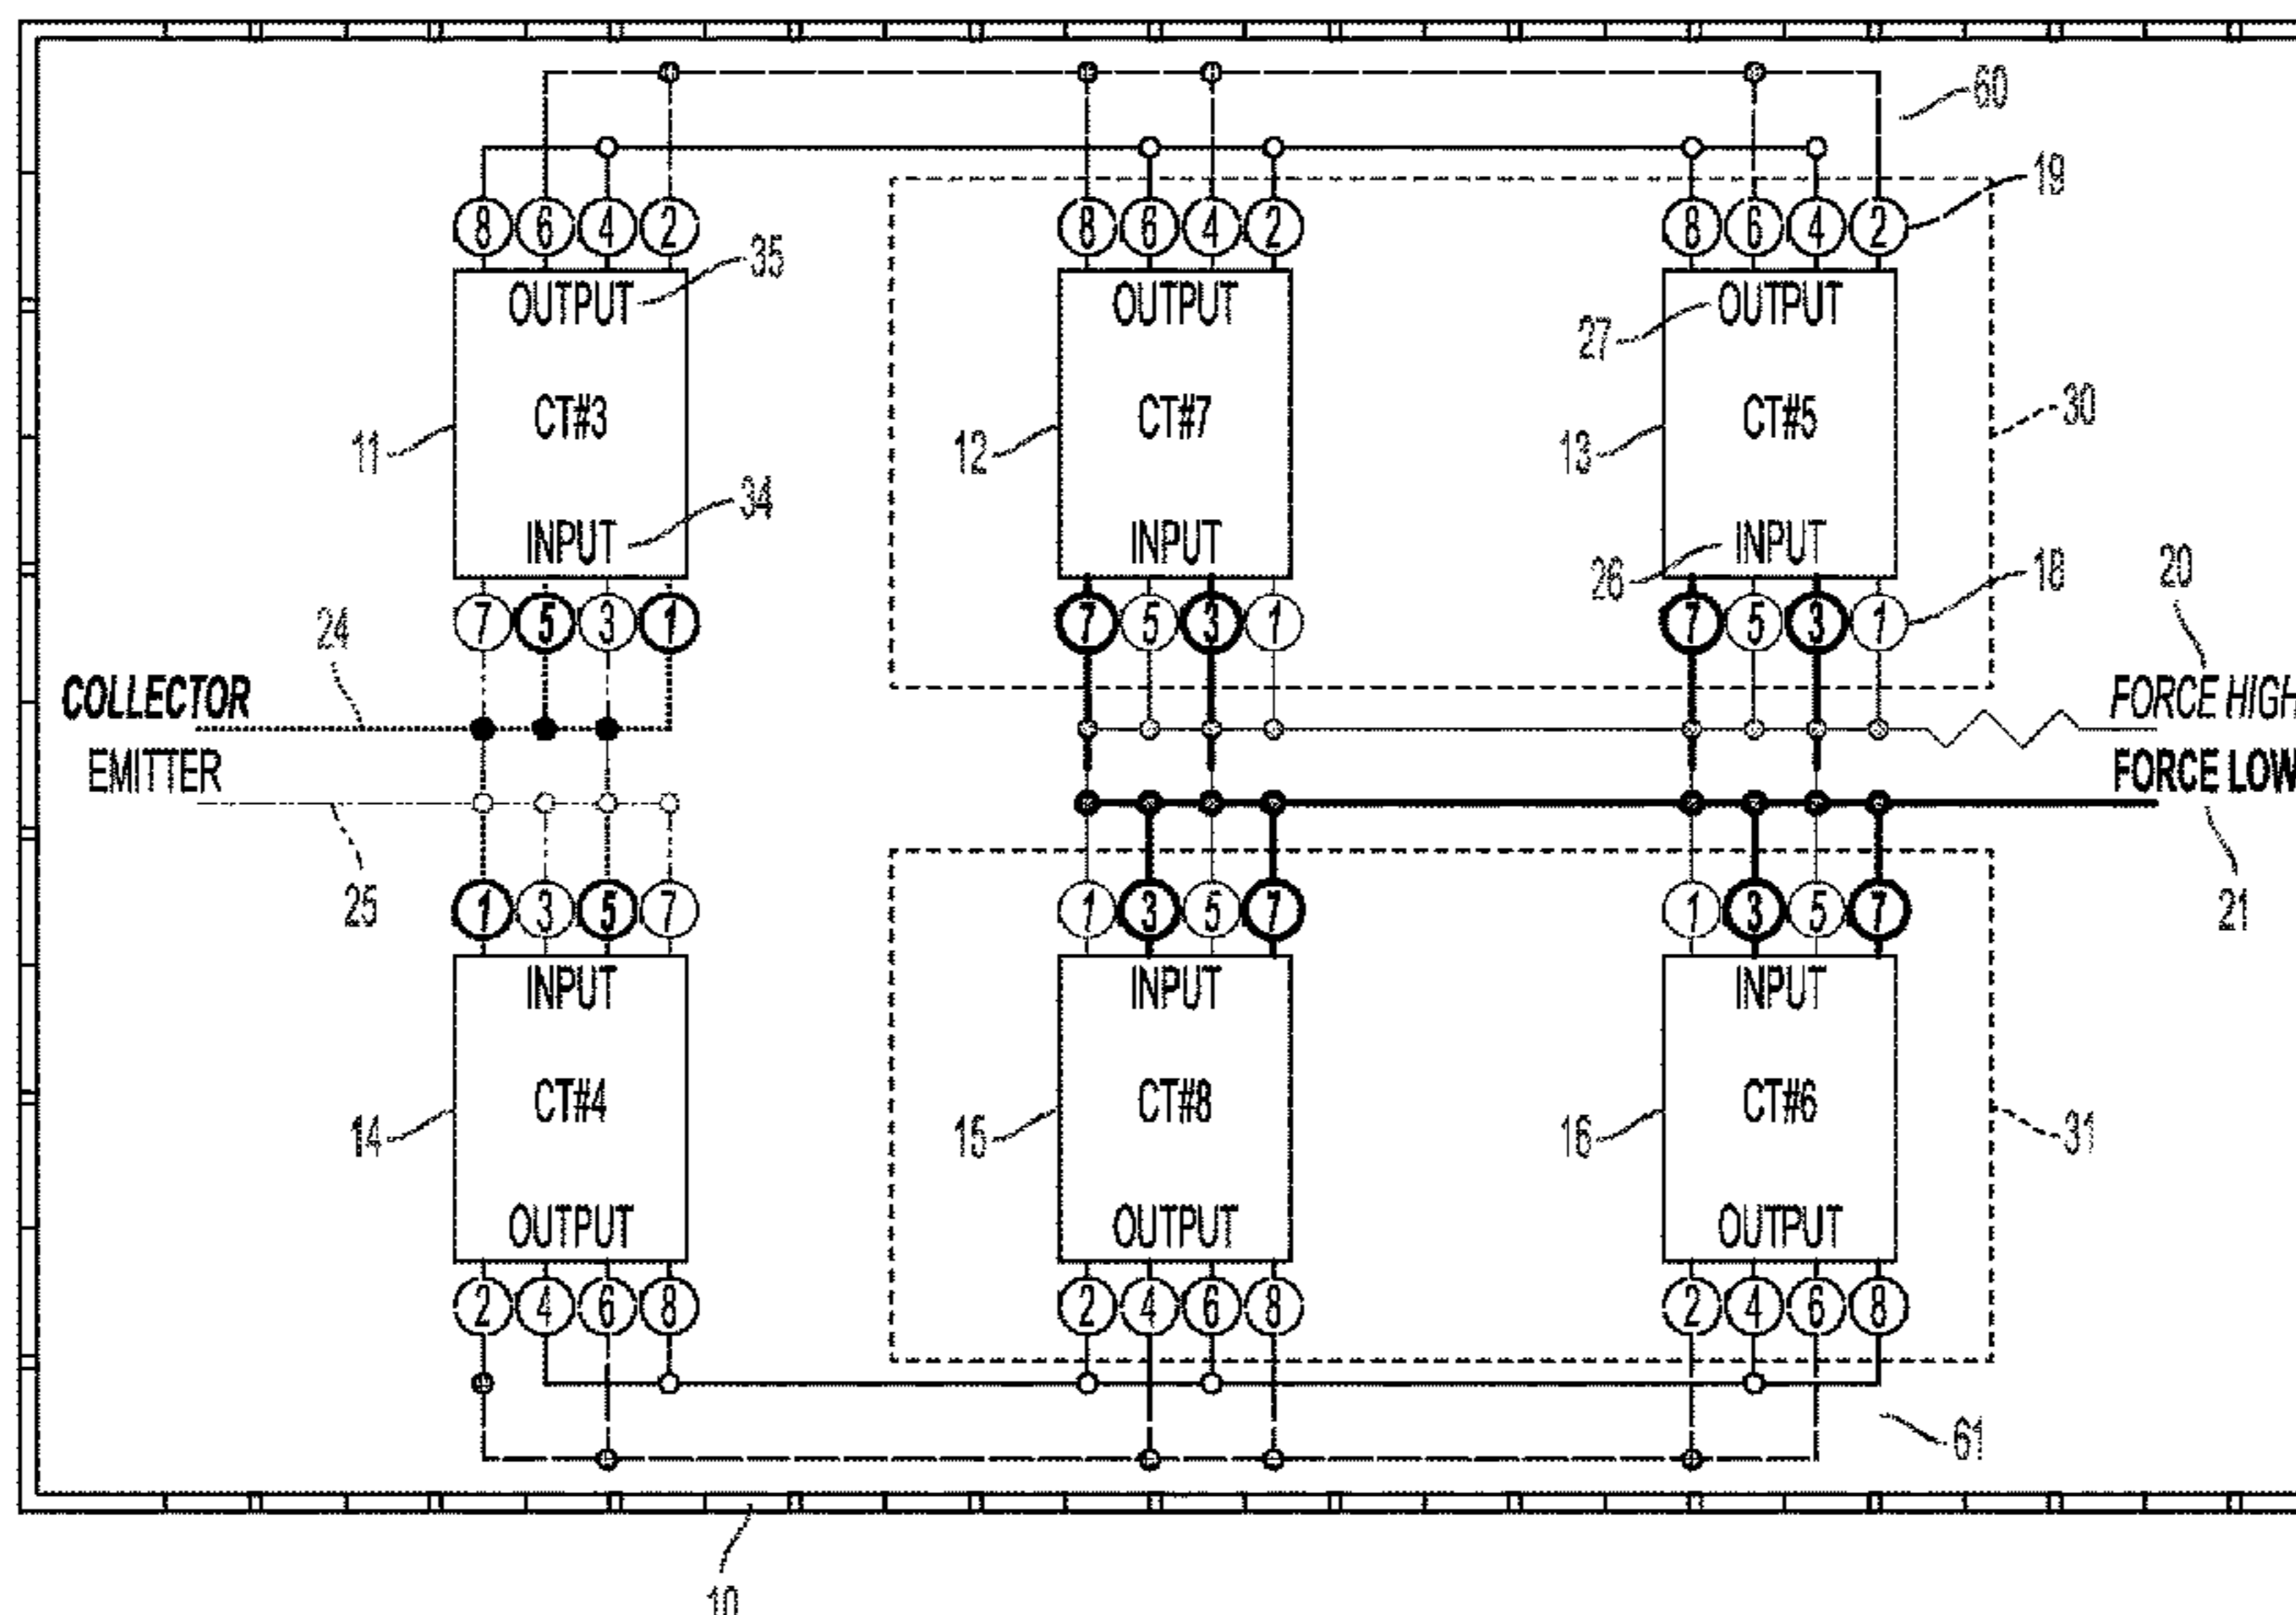 60
8 6 4 2 8 6 4 2 8 6 4 2 19
OUTPUT 35 OUTPUT 27 OUTPUT
11 CT#3 12 CT#7 13 CT#5 30
INPUT 34 INPUT 26 INPUT
7 5 3 1 7 5 3 1 7 5 3 1 18
24 20
COLLECTOR FORCE HIGH
EMITTER FORCE LOW
25 21
1 3 5 7 1 3 5 7 1 3 5 7
INPUT INPUT INPUT
14 CT#4 15 CT#8 16 CT#6 31
OUTPUT OUTPUT OUTPUT
2 4 6 8 2 4 6 8 2 4 6 8
61
10